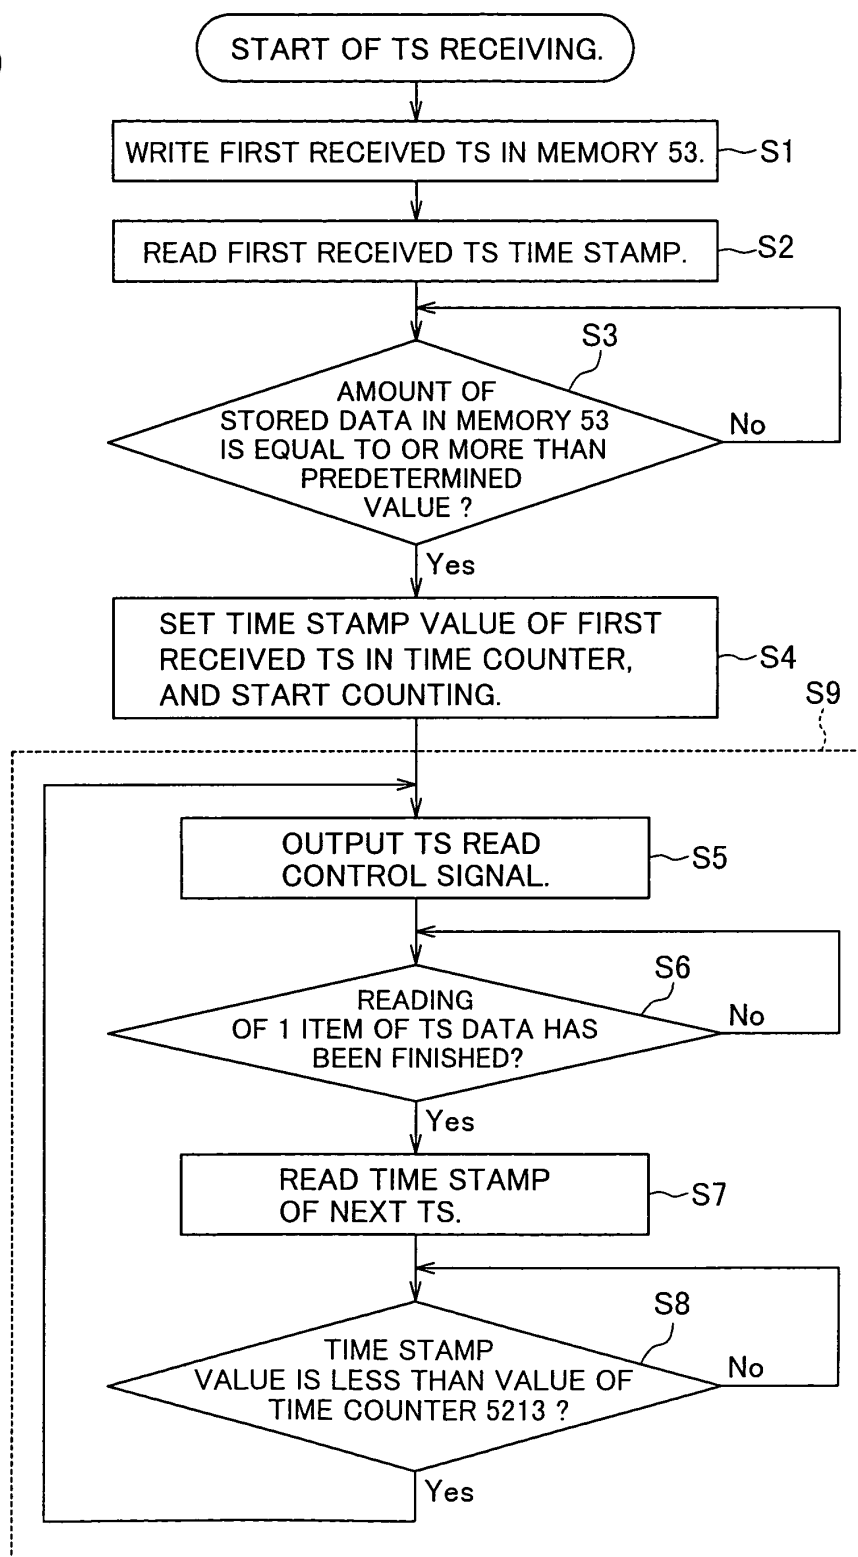 START OF TS RECEIVING.
WRITE FIRST RECEIVED TS IN MEMORY 53.
S1
READ FIRST RECEIVED TS TIME STAMP.
S2
S3
AMOUNT OF
STORED DATA IN MEMORY 53
IS EQUAL TO OR MORE THAN
PREDETERMINED
VALUE ?
No
Yes
SET TIME STAMP VALUE OF FIRST
RECEIVED TS IN TIME COUNTER,
AND START COUNTING.
S4
S9
OUTPUT TS READ
CONTROL SIGNAL.
S5
S6
READING
OF 1 ITEM OF TS DATA HAS
BEEN FINISHED?
No
Yes
READ TIME STAMP
OF NEXT TS.
S7
S8
TIME STAMP
VALUE IS LESS THAN VALUE OF
TIME COUNTER 5213 ?
No
Yes